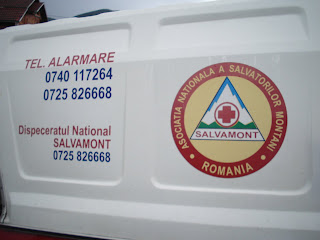 TEL. ALARMARE
0740 117264
0725 826668
Dispeceratul National
SALVAMONT
0725 826668
ASOCIATIA NATIONALA A SALVATORILOR MONTANI
SALVAMONT
• ROMANIA •